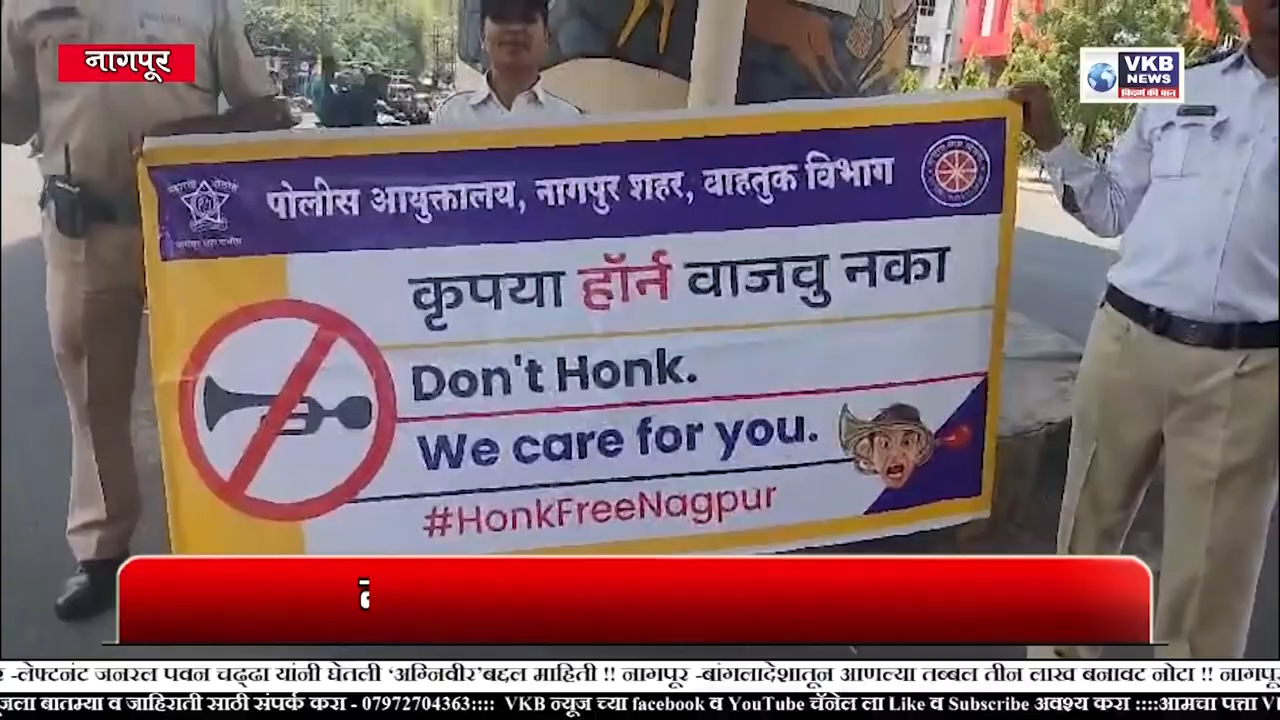 नागपूर
VKB
NEWS
विदर्भ की बात
पोलीस आयुक्तालय, नागपुर शहर, वाहतुक विभाग
कृपया हॉर्न वाजवु नका
Don't Honk.
We care for you.
#HonkFreeNagpur
-लेफ्टनंट जनरल पवन चढ्ढा यांनी घेतली ‘अग्निवीर’बद्दल माहिती !! नागपूर -बांगलादेशातून आणल्या तब्बल तीन लाख बनावट नोटा !! नागपूर
बातम्या व जाहिराती साठी संपर्क करा - 07972704363:::: VKB न्यूज च्या facebook व YouTube चॅनेल ला Like व Subscribe अवश्य करा ::::आमचा पत्ता